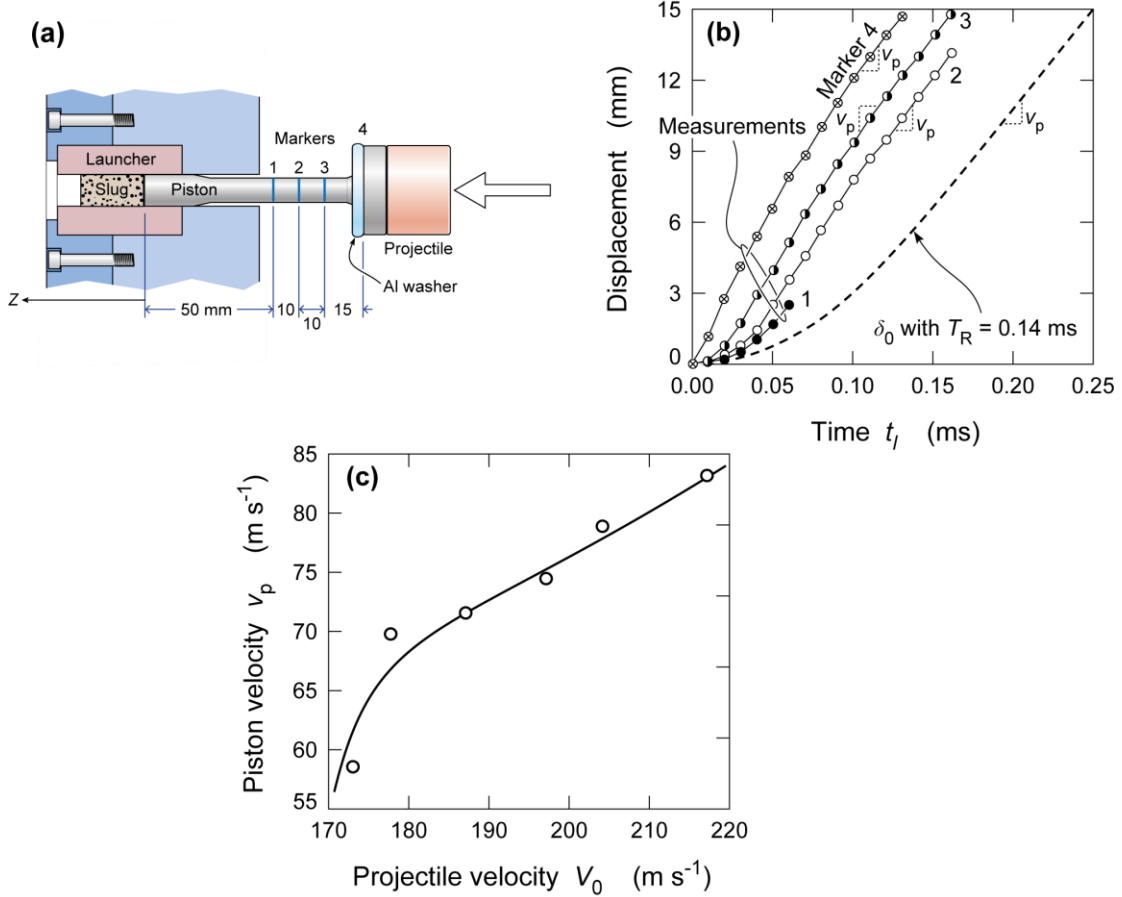 (a)
4
Markers
Launcher
1 2 3
Slug
Piston
Projectile
Al washer
Z
50 mm
10
10
15
(b)
Displacement (mm)
15
12
9
6
3
0
Marker 4
v_p
3
2
Measurements
v_p
v_p
v_p
1
δ_0 with T_R = 0.14 ms
0.00 0.05 0.10 0.15 0.20 0.25
Time t_l (ms)
(c)
Piston velocity v_p (m s⁻¹)
85
80
75
70
65
60
55
170 180 190 200 210 220
Projectile velocity V_0 (m s⁻¹)